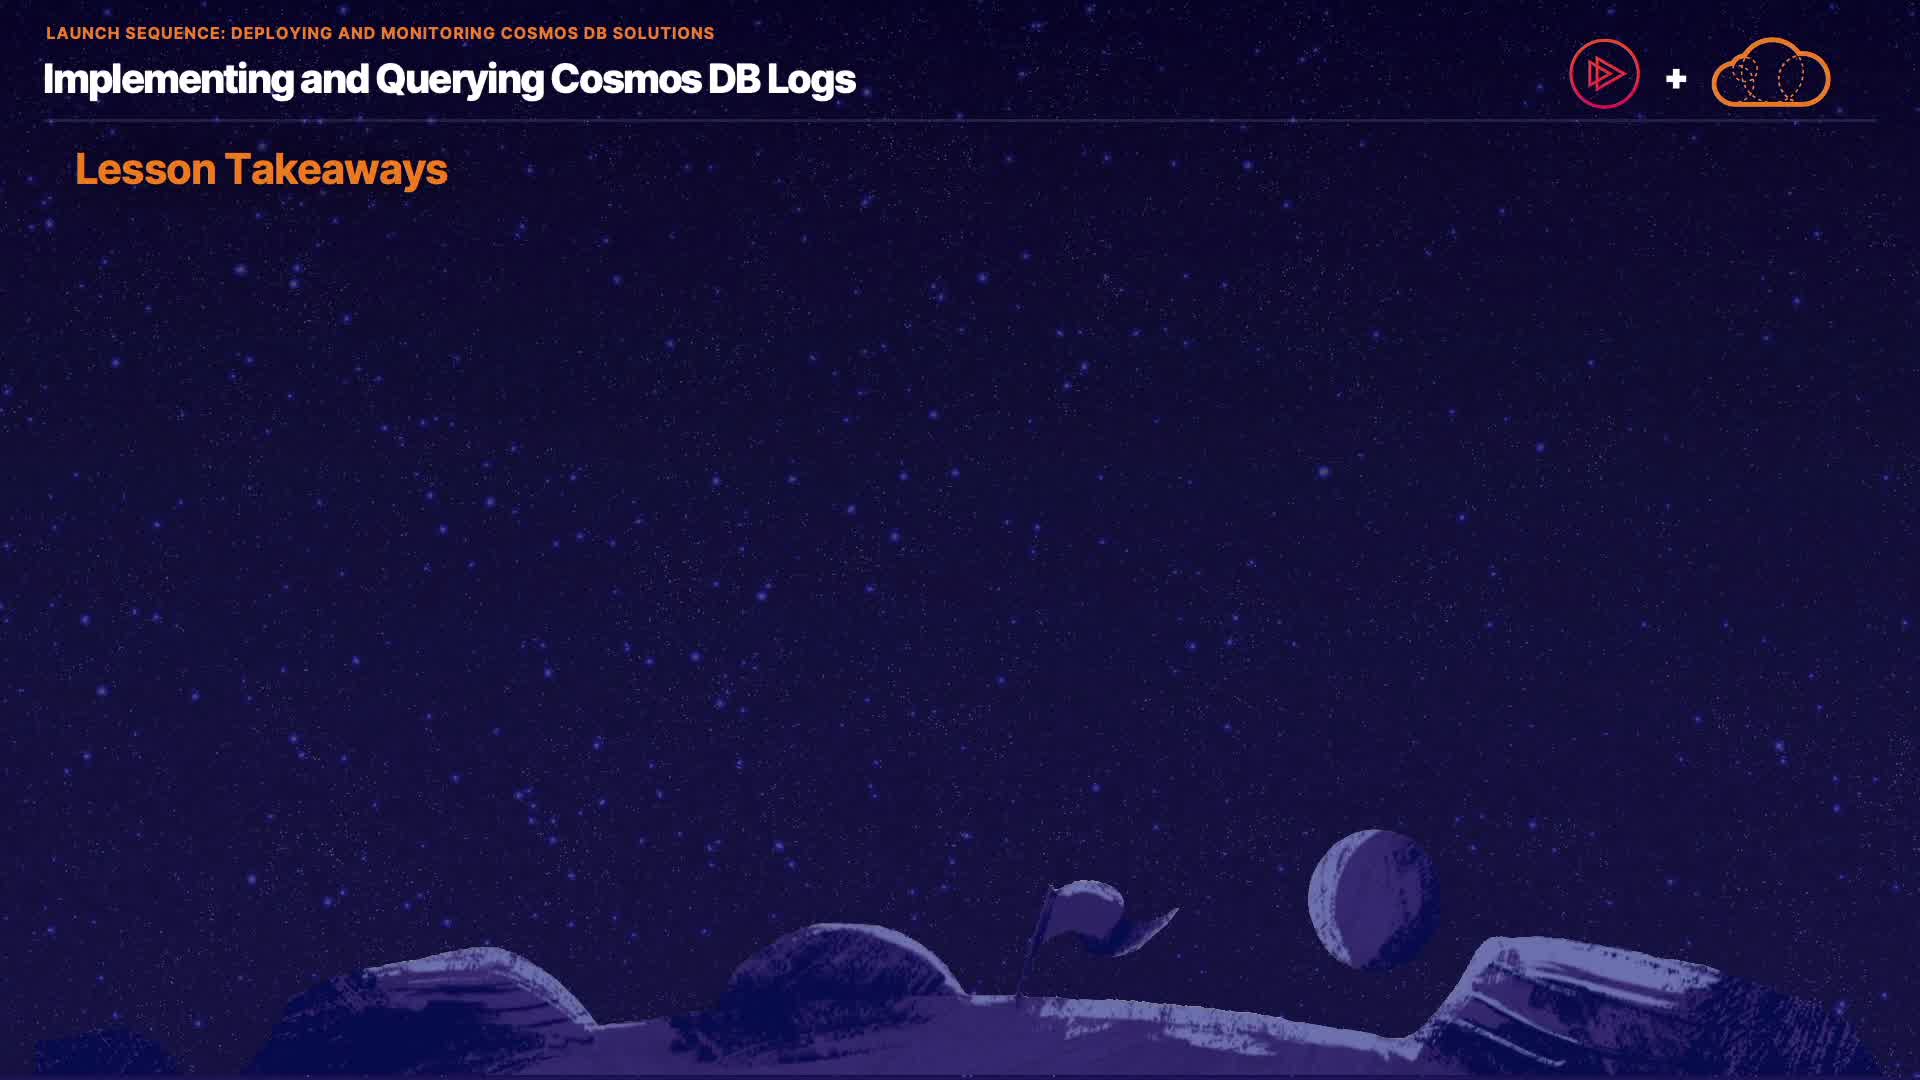 LAUNCH SEQUENCE: DEPLOYING AND MONITORING COSMOS DB SOLUTIONS
Implementing and Querying Cosmos DB Logs
+
Lesson Takeaways